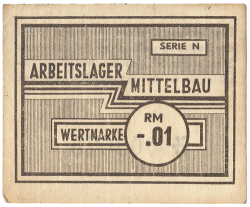 SERIE N
ARBEITSLAGER
MITTELBAU
RM
WERTMARKE
-.01